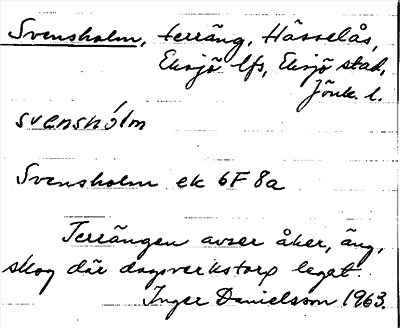 Svensholm, terräng, Hässelås,
Eksjö lfs, Eksjö stad,
Jönk. l.
svenshólm
Svensholm ek 6F 8a
Terrängen avser åker, äng,
skog där dagsverkstorp legat.
Inger Danielsson 1963.